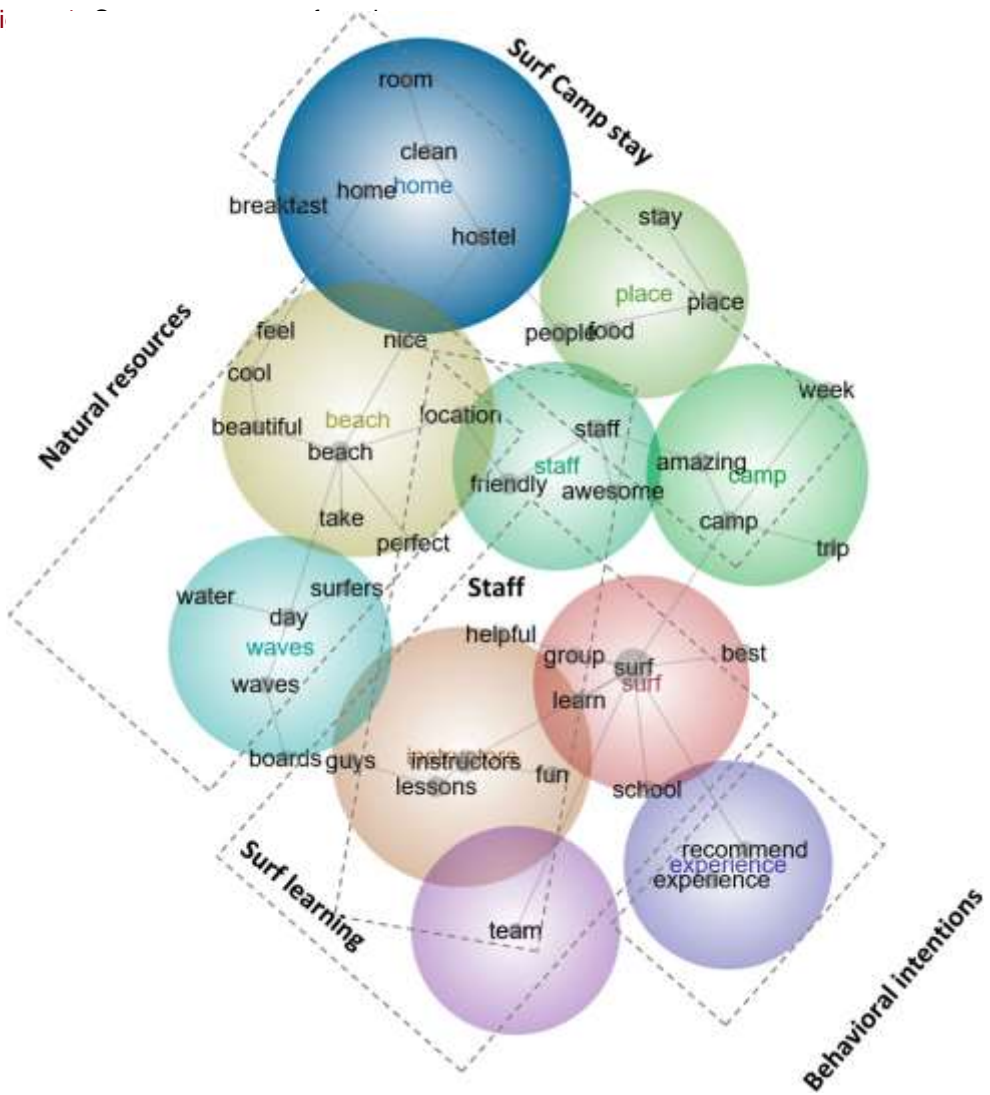 Surf Camp stay
room
clean
home
home
breakfast
hostel
stay
place
place
people
food
Natural resources
feel
nice
cool
week
beautiful
beach
location
beach
staff
staff
amazing
camp
friendly
awesome
take
camp
perfect
trip
water
surfers
Staff
day
waves
helpful
waves
group
surf
surf
best
learn
boards
guys
instructors
instructors
lessons
fun
school
Surf learning
recommend
experience
experience
team
Behavioral intentions